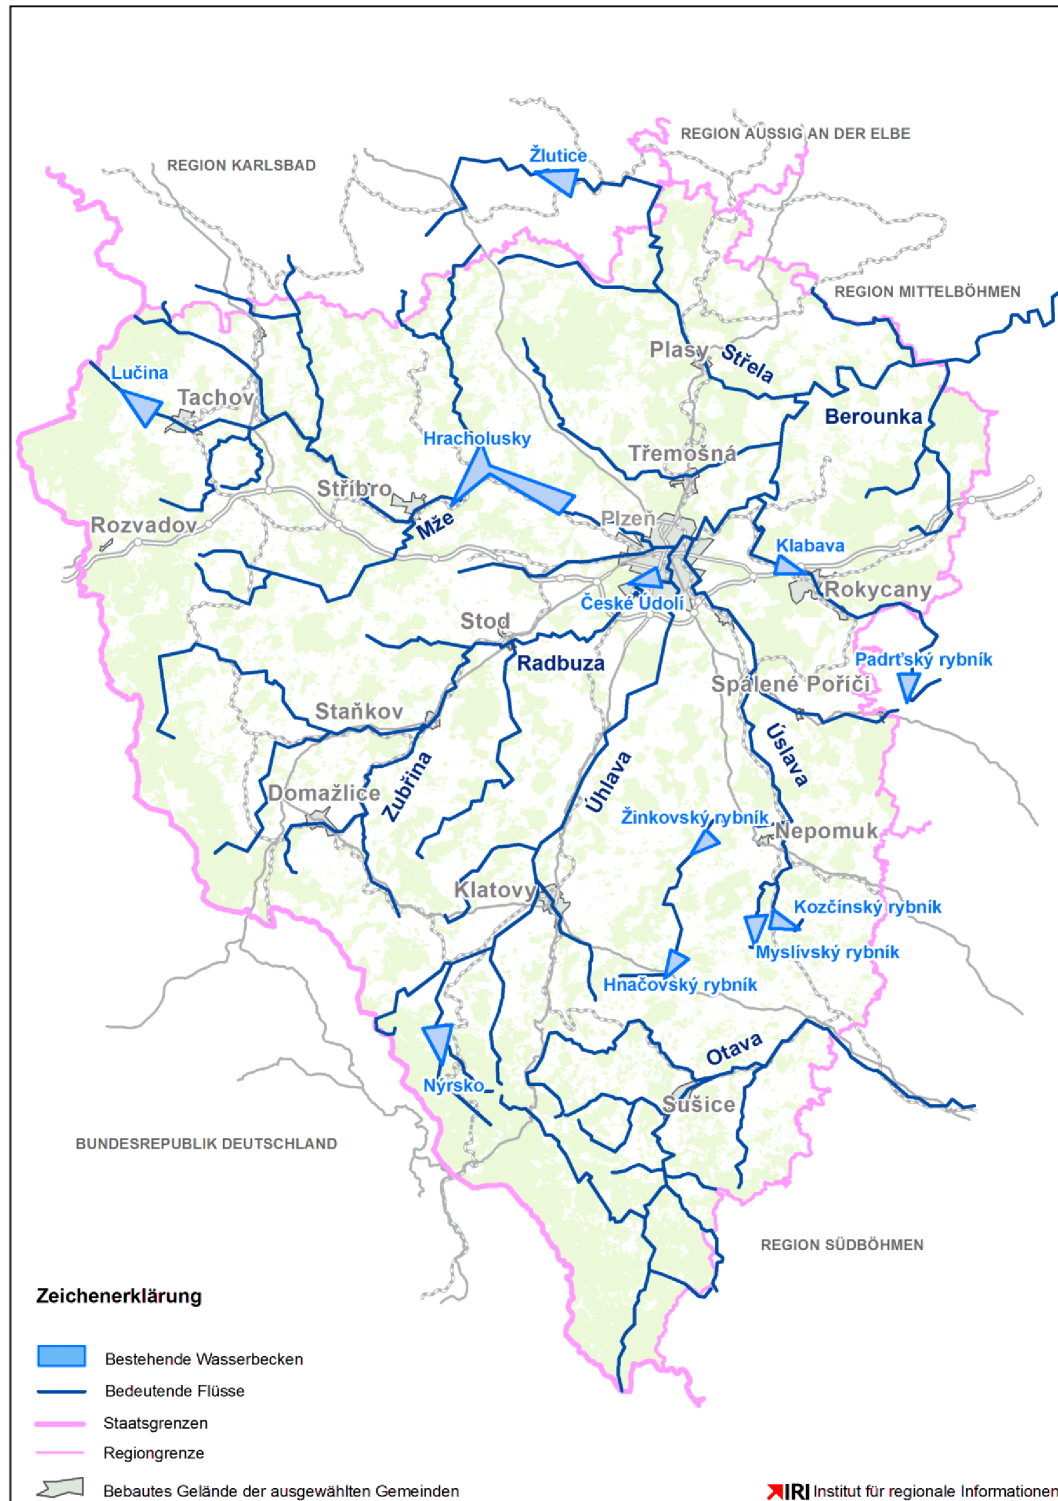 REGION AUSSIG AN DER ELBE
REGION KARLSBAD
Žlutice
REGION MITTELBÖHMEN
Plasy
Střela
Lučina
Tachov
Berounka
Hracholusky
Třemošná
Stříbro
Mže
Plzeň
Rozvadov
Klabava
Rokycany
České Údolí
Stod
Radbuza
Padrťský rybník
Spálené Poříčí
Staňkov
Zubřina
Úhlava
Úslava
Domažlice
Žinkovský rybník
Nepomuk
Klatovy
Kozčínský rybník
Myslívský rybník
Hnačovský rybník
Otava
Nýrsko
Sušice
BUNDESREPUBLIK DEUTSCHLAND
REGION SÜDBÖHMEN
Zeichenerklärung
Bestehende Wasserbecken
Bedeutende Flüsse
Staatsgrenzen
Regiongrenze
Bebautes Gelände der ausgewählten Gemeinden
IRI Institut für regionale Informationen